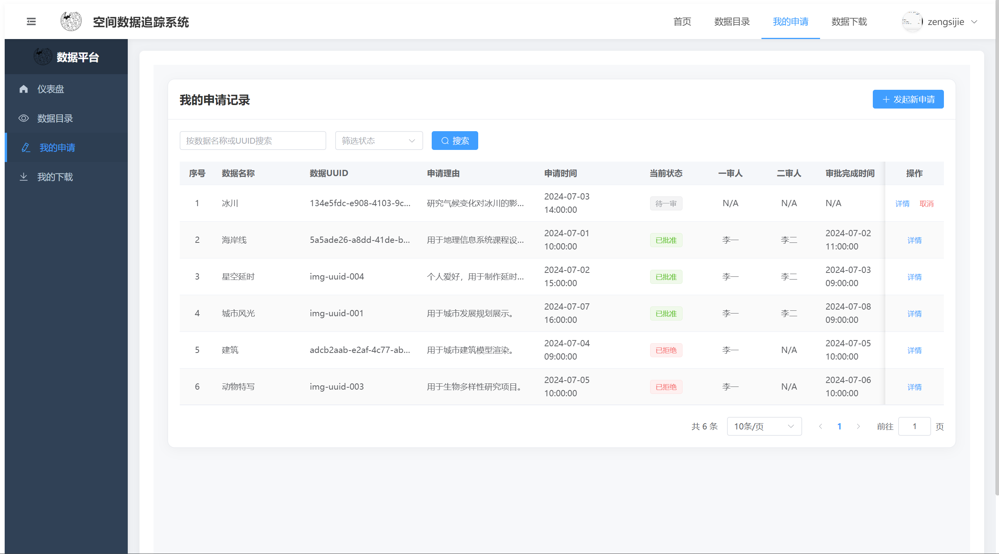 空间数据追踪系统
首页 数据目录 我的申请 数据下载 zengsijie
数据平台
仪表盘
数据目录
我的申请
我的下载
我的申请记录
发起新申请
按数据名称或UUID搜索 筛选状态 搜索
序号 数据名称 数据UUID 申请理由 申请时间 当前状态 一审人 二审人 审批完成时间 操作
1 冰川 134e5fdc-e908-4103-9c... 研究气候变化对冰川的影... 2024-07-03 14:00:00 待一审 N/A N/A N/A 详情 取消
2 海岸线 5a5ade26-a8dd-41de-b... 用于地理信息系统课程设... 2024-07-01 10:00:00 已批准 李一 李二 2024-07-02 11:00:00 详情
3 星空延时 img-uuid-004 个人爱好，用于制作延时... 2024-07-02 15:00:00 已批准 李一 李二 2024-07-03 09:00:00 详情
4 城市风光 img-uuid-001 用于城市发展规划展示。 2024-07-07 16:00:00 已批准 李一 李二 2024-07-08 09:00:00 详情
5 建筑 adcb2aab-e2af-4c77-ab... 用于城市建筑模型渲染。 2024-07-04 09:00:00 已拒绝 李一 N/A 2024-07-05 10:00:00 详情
6 动物特写 img-uuid-003 用于生物多样性研究项目。 2024-07-05 10:00:00 已拒绝 李一 N/A 2024-07-06 10:00:00 详情
共 6 条 10条/页 1 前往 1 页